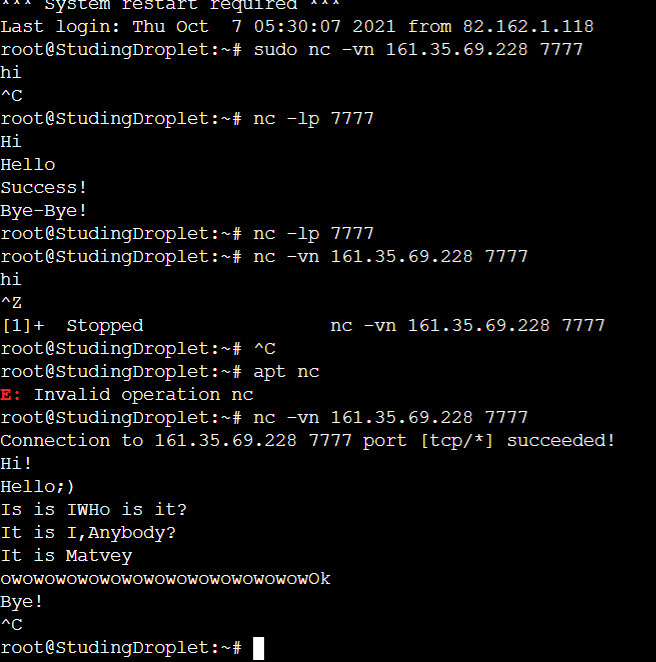 *** System restart required ***
Last login: Thu Oct  7 05:30:07 2021 from 82.162.1.118
root@StudingDroplet:~# sudo nc -vn 161.35.69.228 7777
hi
^C
root@StudingDroplet:~# nc -lp 7777
Hi
Hello
Success!
Bye-Bye!
root@StudingDroplet:~# nc -lp 7777
root@StudingDroplet:~# nc -vn 161.35.69.228 7777
hi
^Z
[1]+  Stopped                 nc -vn 161.35.69.228 7777
root@StudingDroplet:~# ^C
root@StudingDroplet:~# apt nc
E: Invalid operation nc
root@StudingDroplet:~# nc -vn 161.35.69.228 7777
Connection to 161.35.69.228 7777 port [tcp/*] succeeded!
Hi!
Hello;)
Is is IWHo is it?
It is I,Anybody?
It is Matvey
owowowowowowowowowowowowowowOk
Bye!
^C
root@StudingDroplet:~#